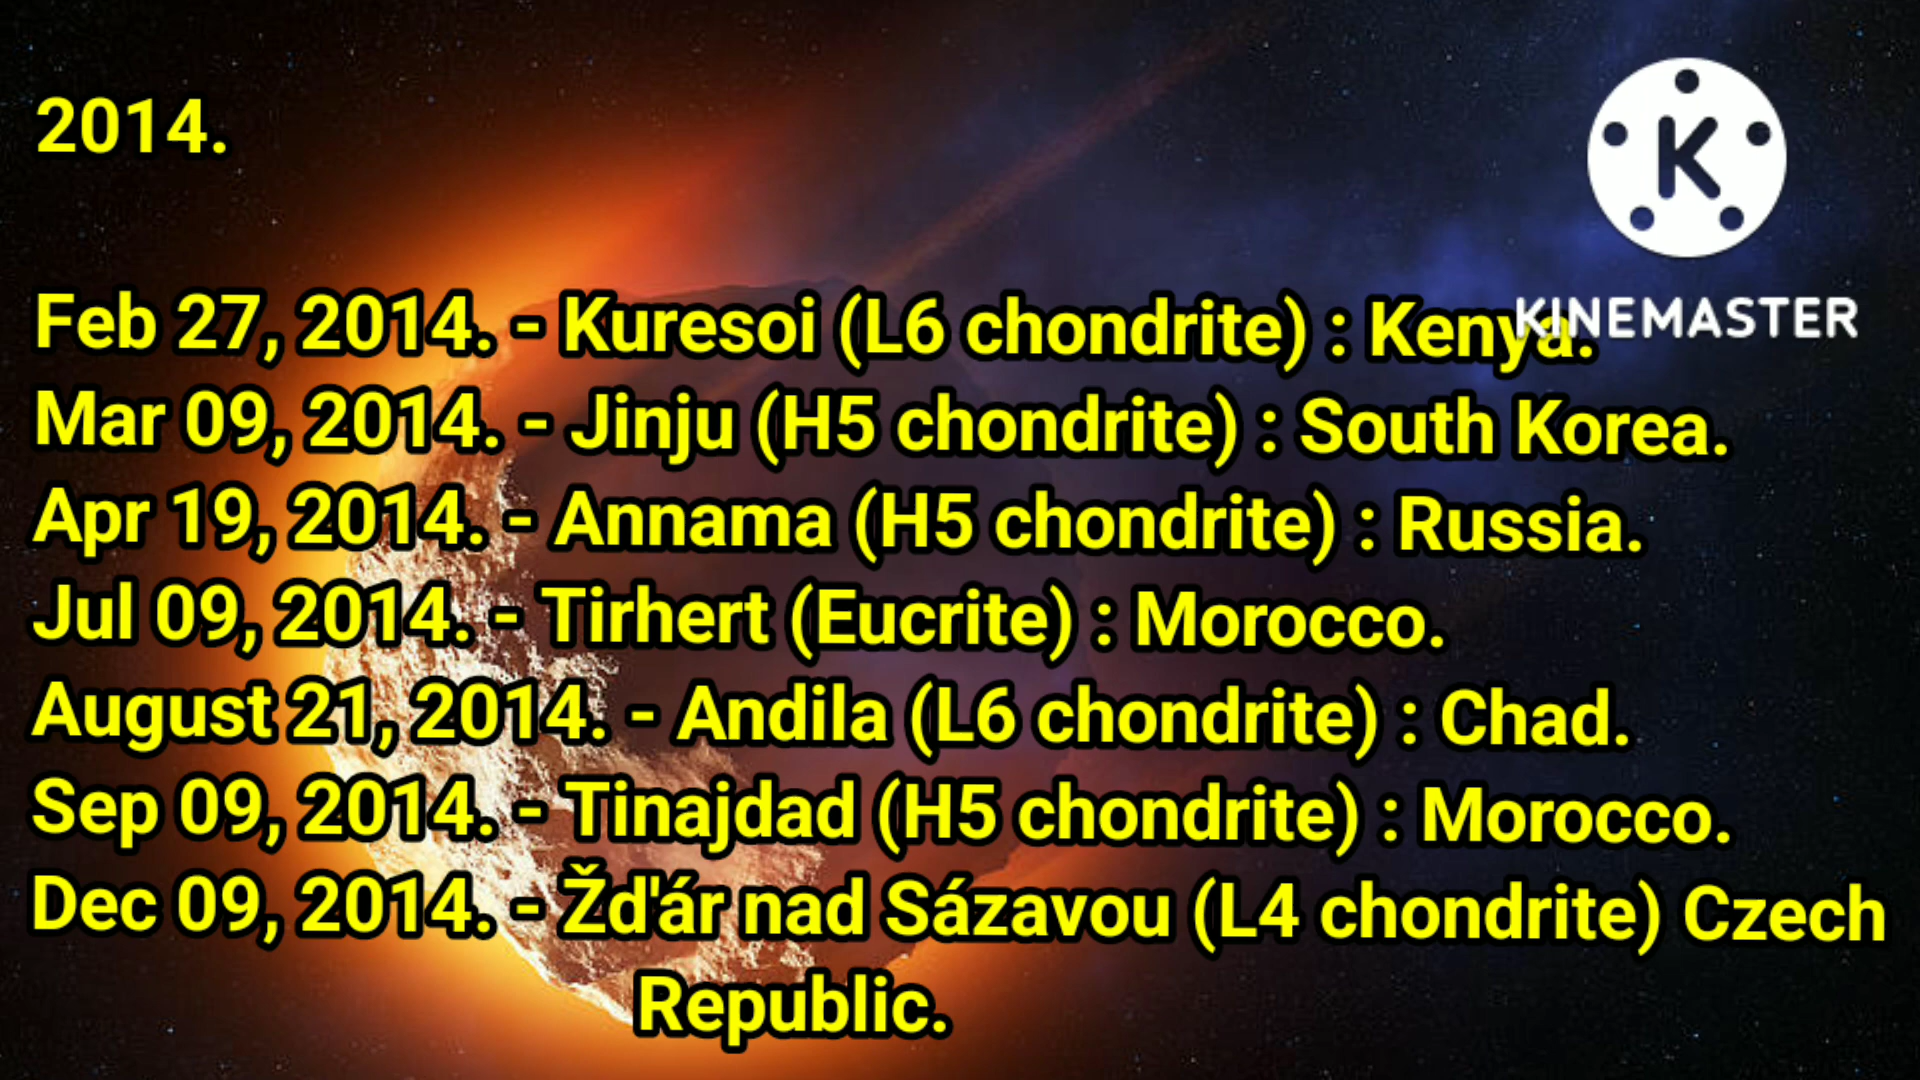 2014.
K
KINEMASTER
Feb 27, 2014. - Kuresoi (L6 chondrite) : Kenya.
Mar 09, 2014. - Jinju (H5 chondrite) : South Korea.
Apr 19, 2014. - Annama (H5 chondrite) : Russia.
Jul 09, 2014. - Tirhert (Eucrite) : Morocco.
August 21, 2014. - Andila (L6 chondrite) : Chad.
Sep 09, 2014. - Tinajdad (H5 chondrite) : Morocco.
Dec 09, 2014. - Žďár nad Sázavou (L4 chondrite) Czech
Republic.